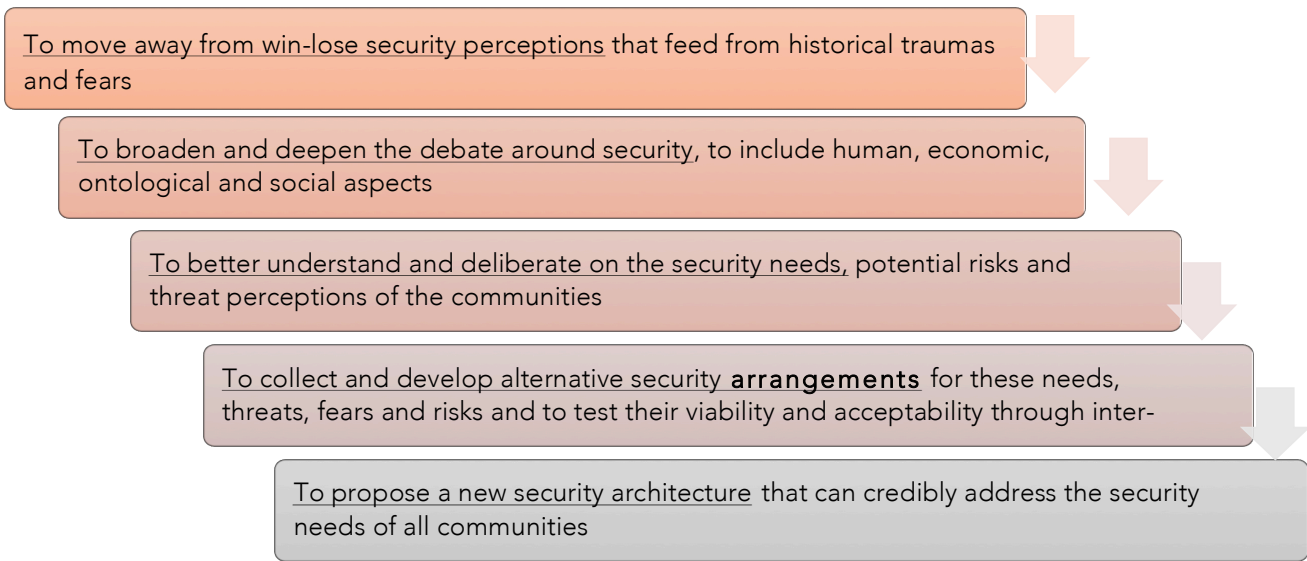 To move away from win-lose security perceptions that feed from historical traumas
and fears
To broaden and deepen the debate around security, to include human, economic,
ontological and social aspects
To better understand and deliberate on the security needs, potential risks and
threat perceptions of the communities
To collect and develop alternative security arrangements for these needs,
threats, fears and risks and to test their viability and acceptability through inter-
To propose a new security architecture that can credibly address the security
needs of all communities